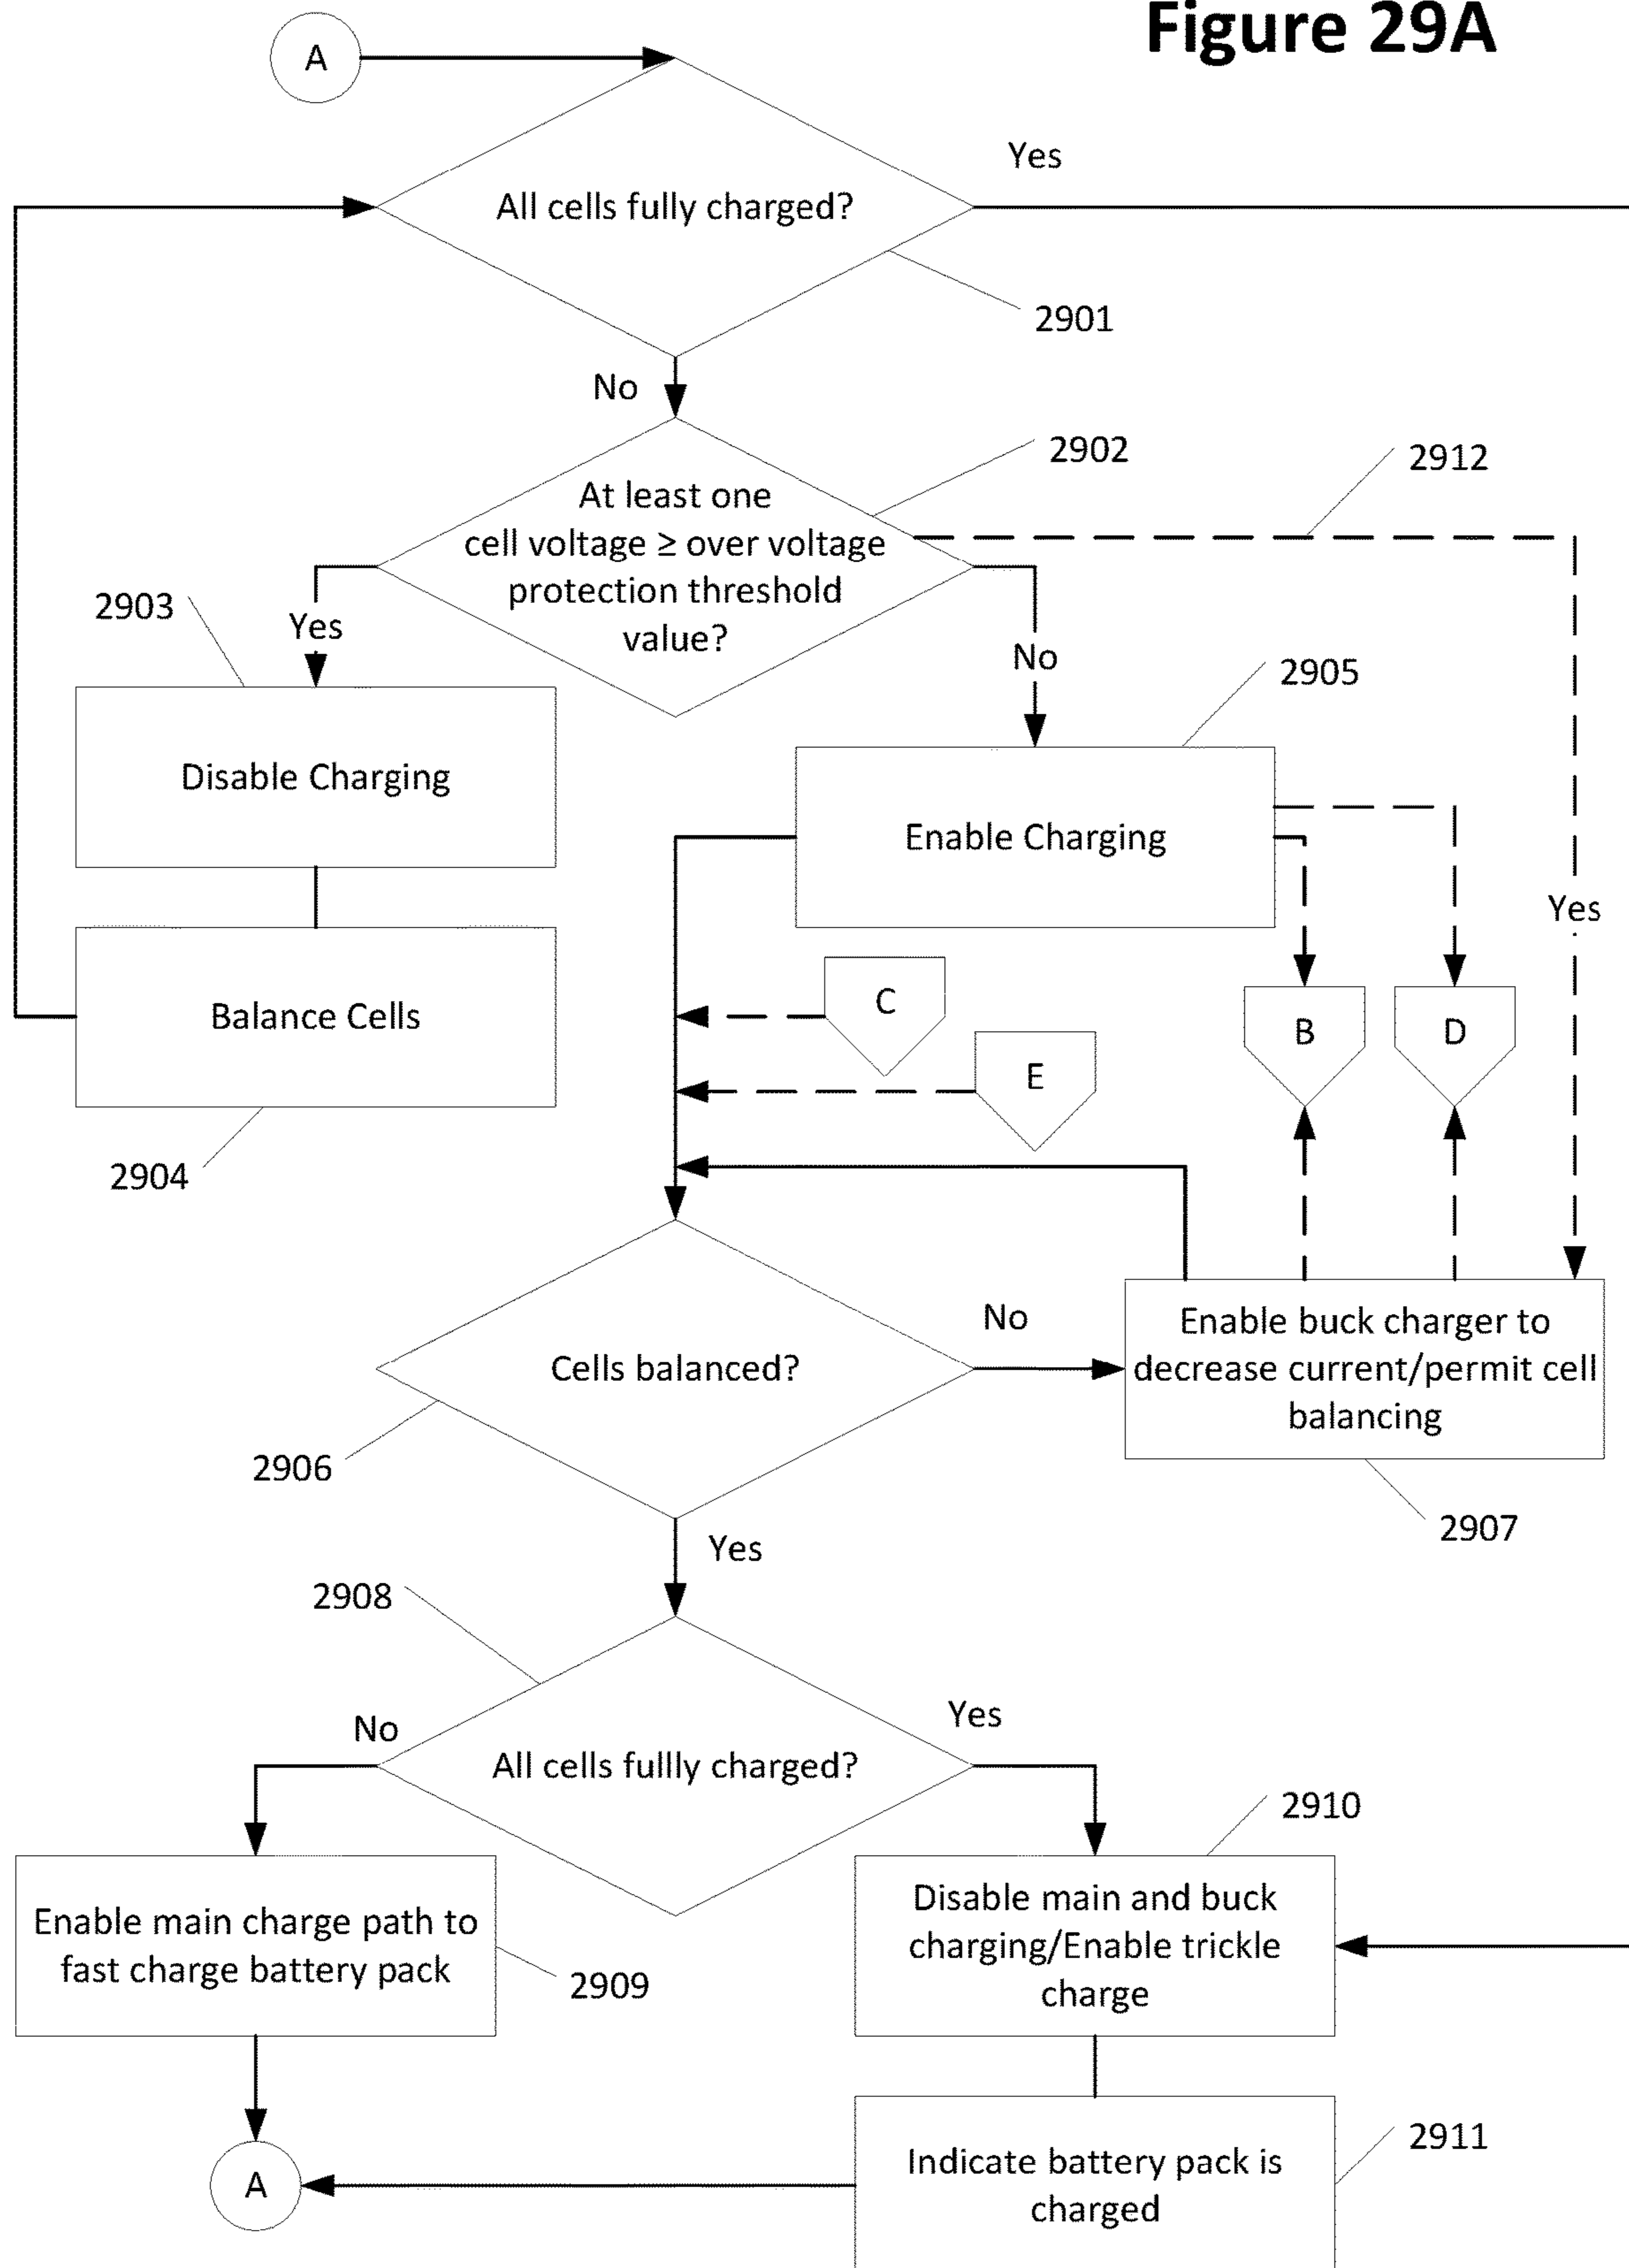 Figure 29A
A
Yes
All cells fully charged?
2901
No
2902
2912
At least one
cell voltage ≥ over voltage
protection threshold
value?
2903
Yes
No
2905
Disable Charging
Enable Charging
Yes
Balance Cells
C
B
D
E
2904
No
Cells balanced?
Enable buck charger to
decrease current/permit cell
balancing
2906
2907
Yes
2908
No
Yes
All cells fullly charged?
2910
Enable main charge path to
fast charge battery pack
2909
Disable main and buck
charging/Enable trickle
charge
2911
A
Indicate battery pack is
charged